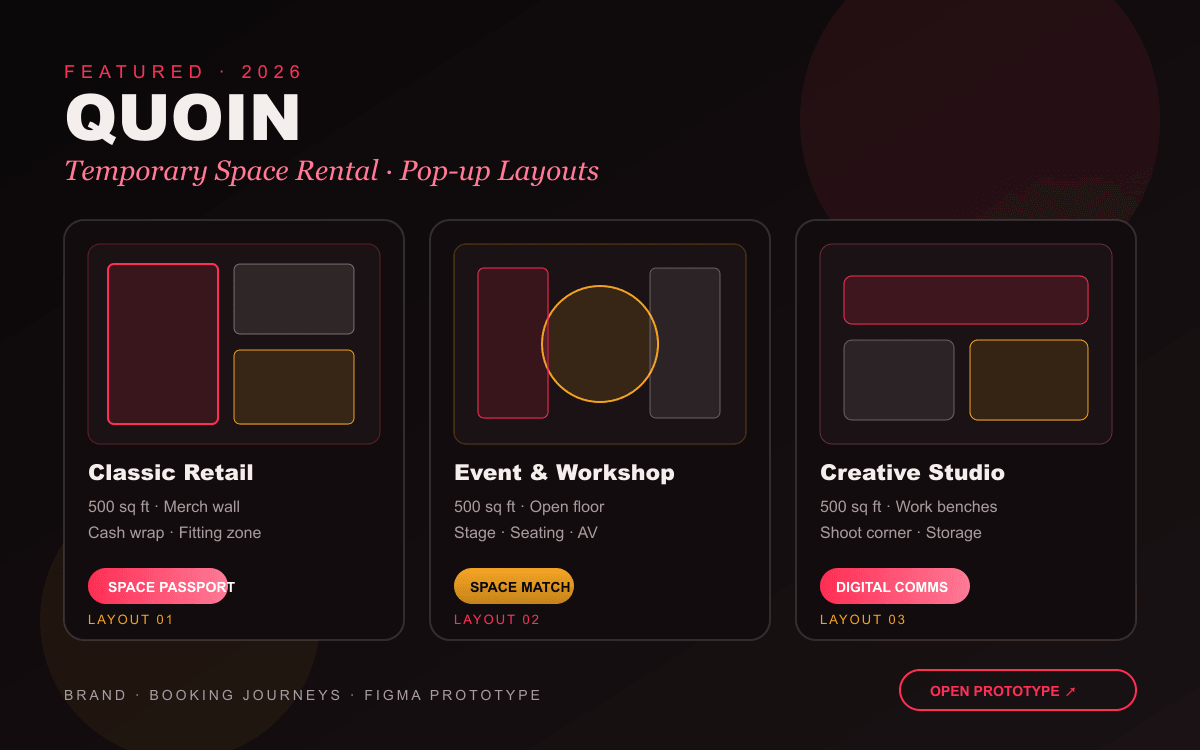 FEATURED · 2026
QUOIN
Temporary Space Rental · Pop-up Layouts
Classic Retail
500 sq ft · Merch wall
Cash wrap · Fitting zone
SPACE PASSPORT
LAYOUT 01
Event & Workshop
500 sq ft · Open floor
Stage · Seating · AV
SPACE MATCH
LAYOUT 02
Creative Studio
500 sq ft · Work benches
Shoot corner · Storage
DIGITAL COMMS
LAYOUT 03
BRAND · BOOKING JOURNEYS · FIGMA PROTOTYPE
OPEN PROTOTYPE ↗